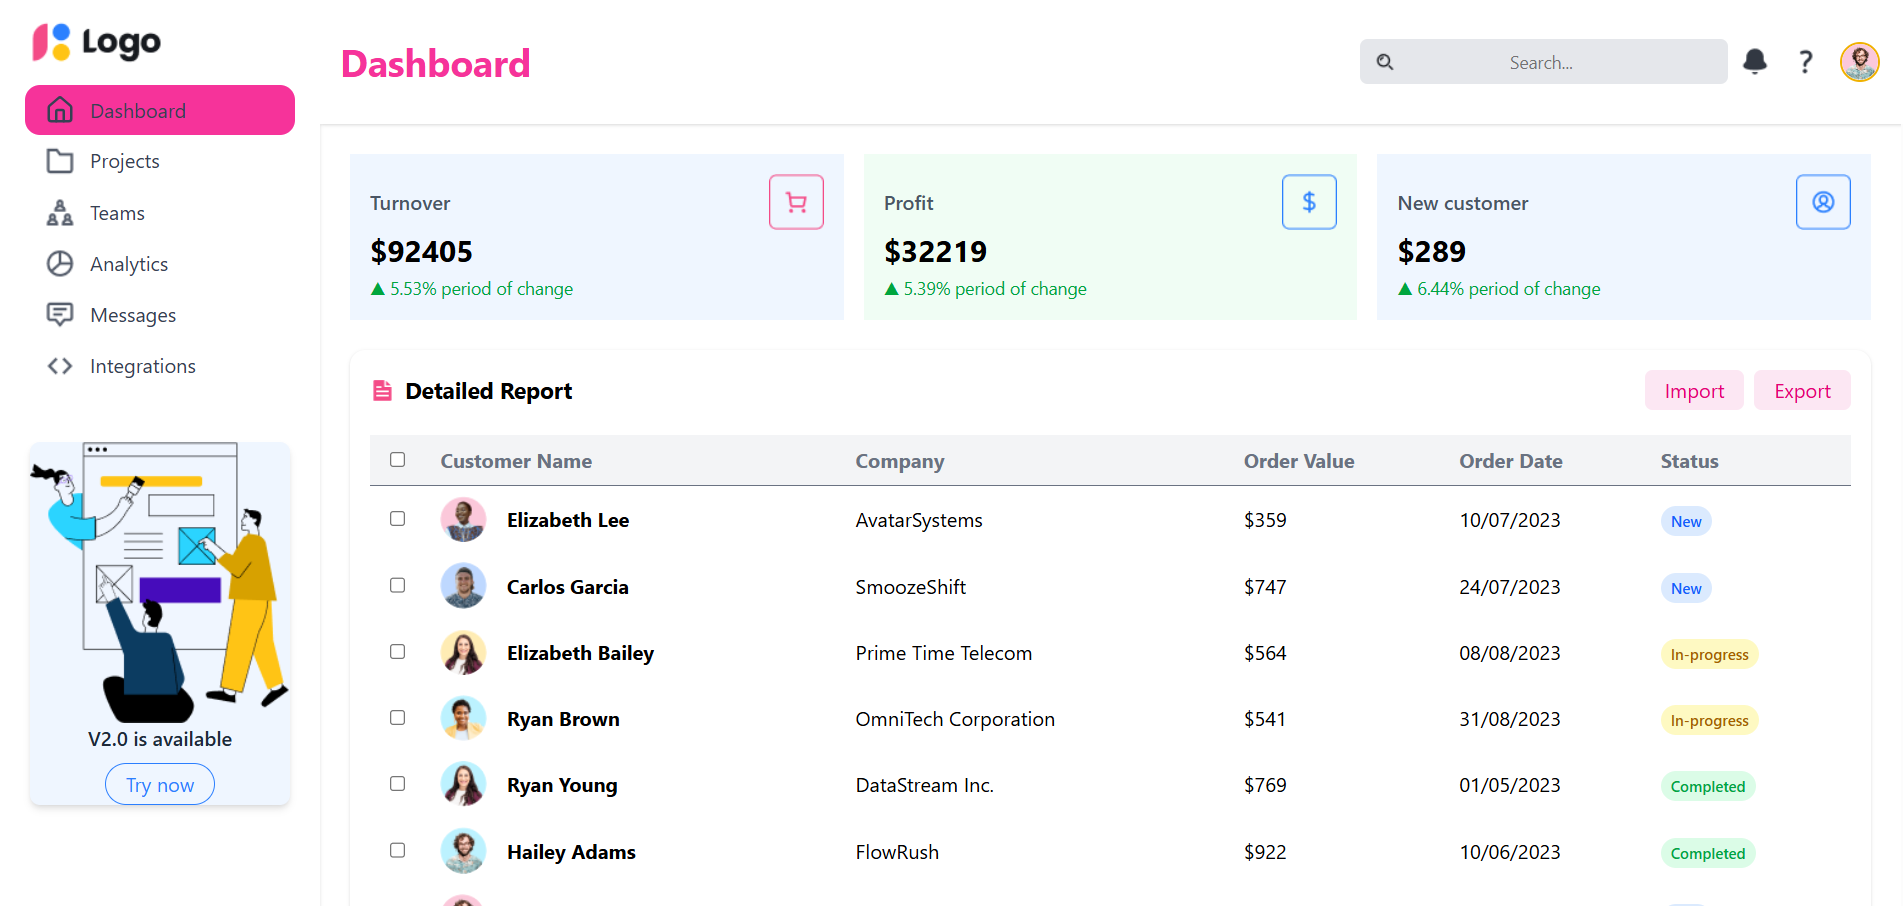 Logo
Dashboard
Projects
Teams
Analytics
Messages
Integrations
V2.0 is available
Try now
Dashboard
Search...
?
Turnover
$92405
▲ 5.53% period of change
Profit
$
$32219
▲ 5.39% period of change
New customer
$289
▲ 6.44% period of change
Detailed Report
Import Export
Customer Name Company Order Value Order Date Status
Elizabeth Lee AvatarSystems $359 10/07/2023 New
Carlos Garcia SmoozeShift $747 24/07/2023 New
Elizabeth Bailey Prime Time Telecom $564 08/08/2023 In-progress
Ryan Brown OmniTech Corporation $541 31/08/2023 In-progress
Ryan Young DataStream Inc. $769 01/05/2023 Completed
Hailey Adams FlowRush $922 10/06/2023 Completed